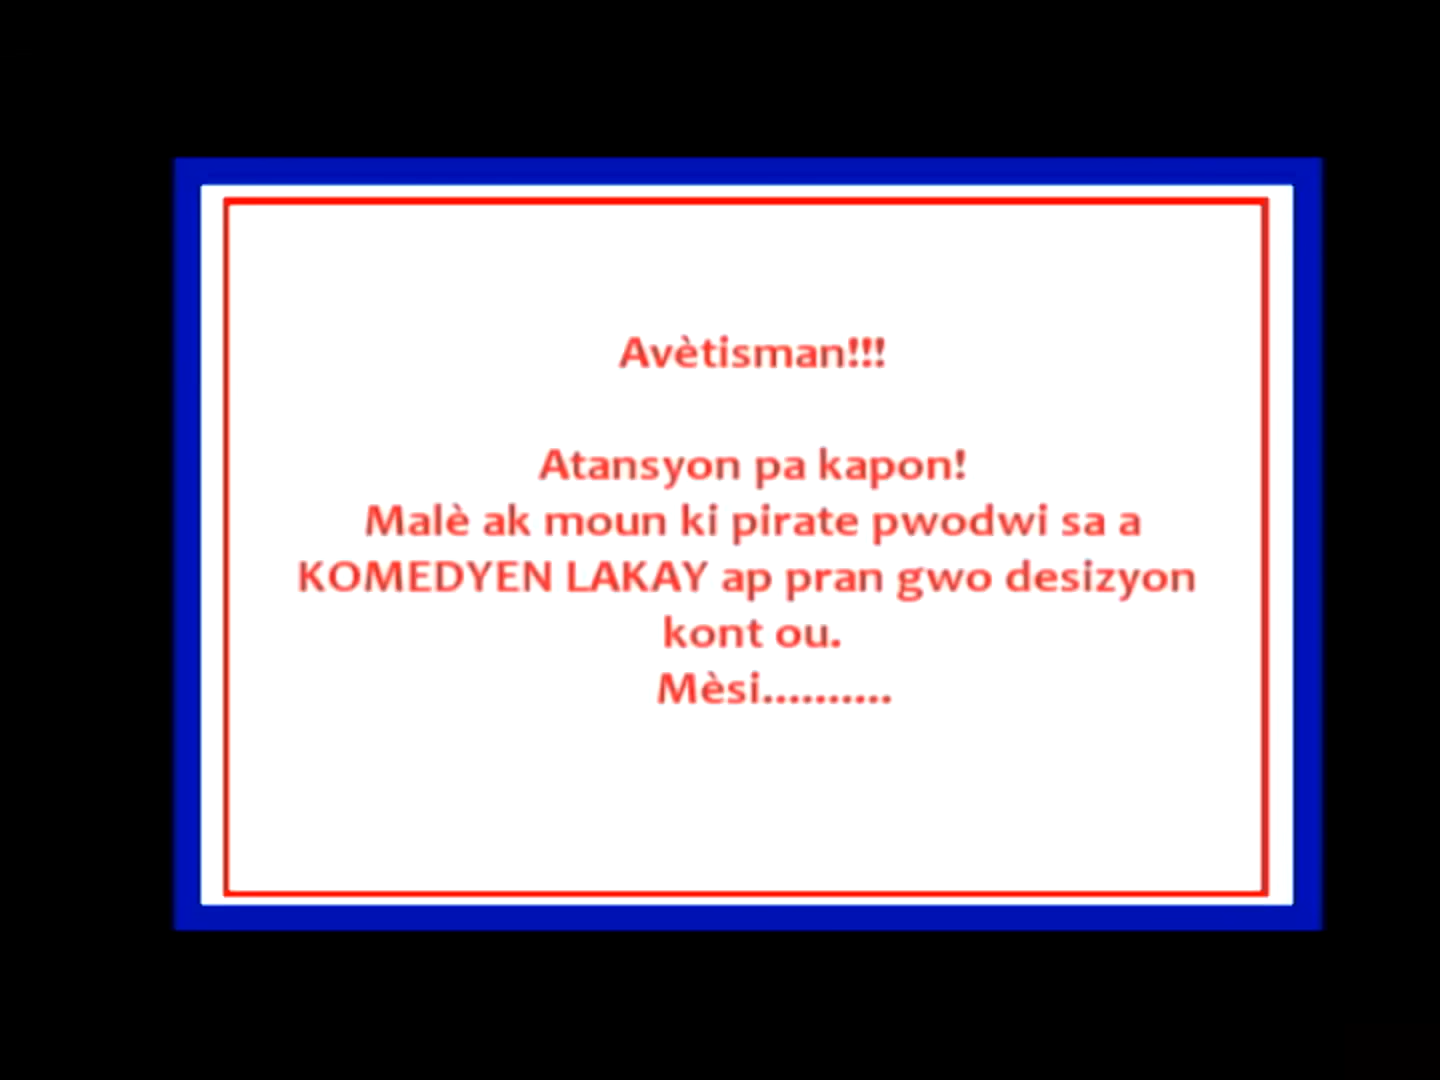 Avètisman!!!
Atansyon pa kapon!
Malè ak moun ki pirate pwodwi sa a
KOMEDYEN LAKAY ap pran gwo desizyon
kont ou.
Mèsi..........